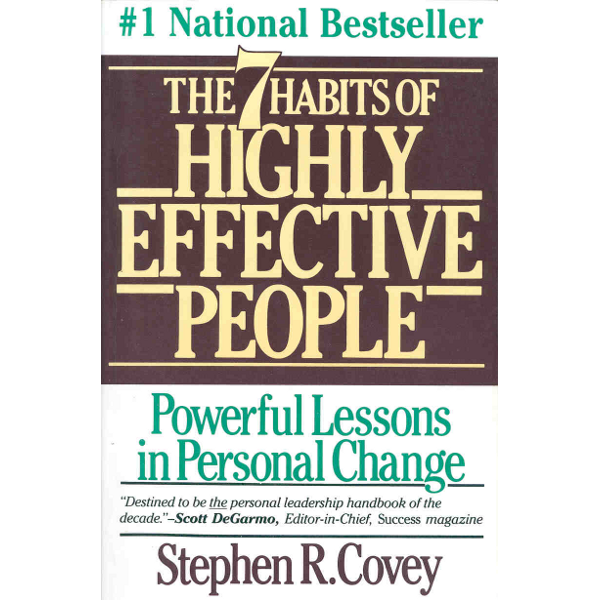 #1 National Bestseller
THE 7 HABITS OF
HIGHLY
EFFECTIVE
PEOPLE
Powerful Lessons
in Personal Change
"Destined to be the personal leadership handbook of the
decade."–Scott DeGarmo, Editor-in-Chief, Success magazine
Stephen R. Covey